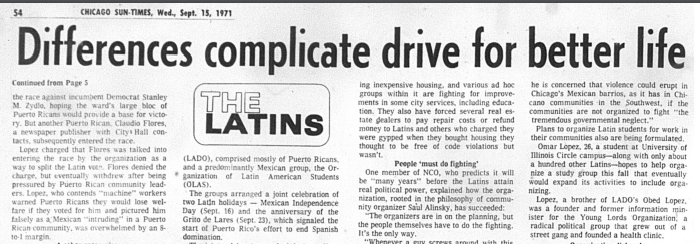 54
CHICAGO SUN-TIMES, Wed., Sept. 15, 1971
Differences complicate drive for better life
Continued from Page 5
the race against incumbent Democrat Stanley
M. Zydlo, hoping the ward's large bloc of
Puerto Ricans would provide a base for victo-
ry. But another Puerto Rican, Claudio Flores,
a newspaper publisher with City Hall con-
tacts, subsequently entered the race.
Lopez charged that Flores was talked into
entering the race by the organization as a
way to split the Latin vote. Flores denied the
charge, but eventually withdrew after being
pressured by Puerto Rican community lead-
ers. Lopez, who contends "machine" workers
warned Puerto Ricans they would lose wel-
fare if they voted for him and pictured him
falsely as a Mexican "intruding" in a Puerto
Rican community, was overwhelmed by an 8-
to-1 margin.
THE
LATINS
(LADO), comprised mostly of Puerto Ricans,
and a predominantly Mexican group, the Or-
ganization of Latin American Students
(OLAS).
The groups arranged a joint celebration of
two Latin holidays — Mexican Independence
Day (Sept. 16) and the anniversary of the
Grito de Lares (Sept. 23), which signaled the
start of Puerto Rico's effort to end Spanish
domination.
ing inexpensive housing, and various ad hoc
groups within it are fighting for improve-
ments in some city services, including educa-
tion. They also have forced several real es-
tate dealers to pay repair costs or refund
money to Latins and others who charged they
were gypped when they bought housing they
thought to be free of code violations but
wasn't.
People 'must do fighting'
One member of NCO, who predicts it will
be "many years" before the Latins attain
real political power, explained how the orga-
nization, rooted in the philosophy of commu-
nity organizer Saul Alinsky, has succeeded:
"The organizers are in on the planning, but
the people themselves have to do the fighting.
It's the only way.
"Whenever a guy screws around with this
he is concerned that violence could erupt in
Chicago's Mexican barrios, as it has in Chi-
cano communities in the Southwest, if the
communities are not organized to fight "the
tremendous governmental neglect."
Plans to organize Latin students for work in
their communities also are being formulated.
Omar Lopez, 26, a student at University of
Illinois Circle campus—along with only about
a hundred other Latins—hopes to help orga-
nize a study group this fall that eventually
would expand its activities to include orga-
nizing.
Lopez, a brother of LADO's Obed Lopez,
was a founder and former information min-
ister for the Young Lords Organization, a
radical political group that grew out of a
street gang and founded a health clinic.